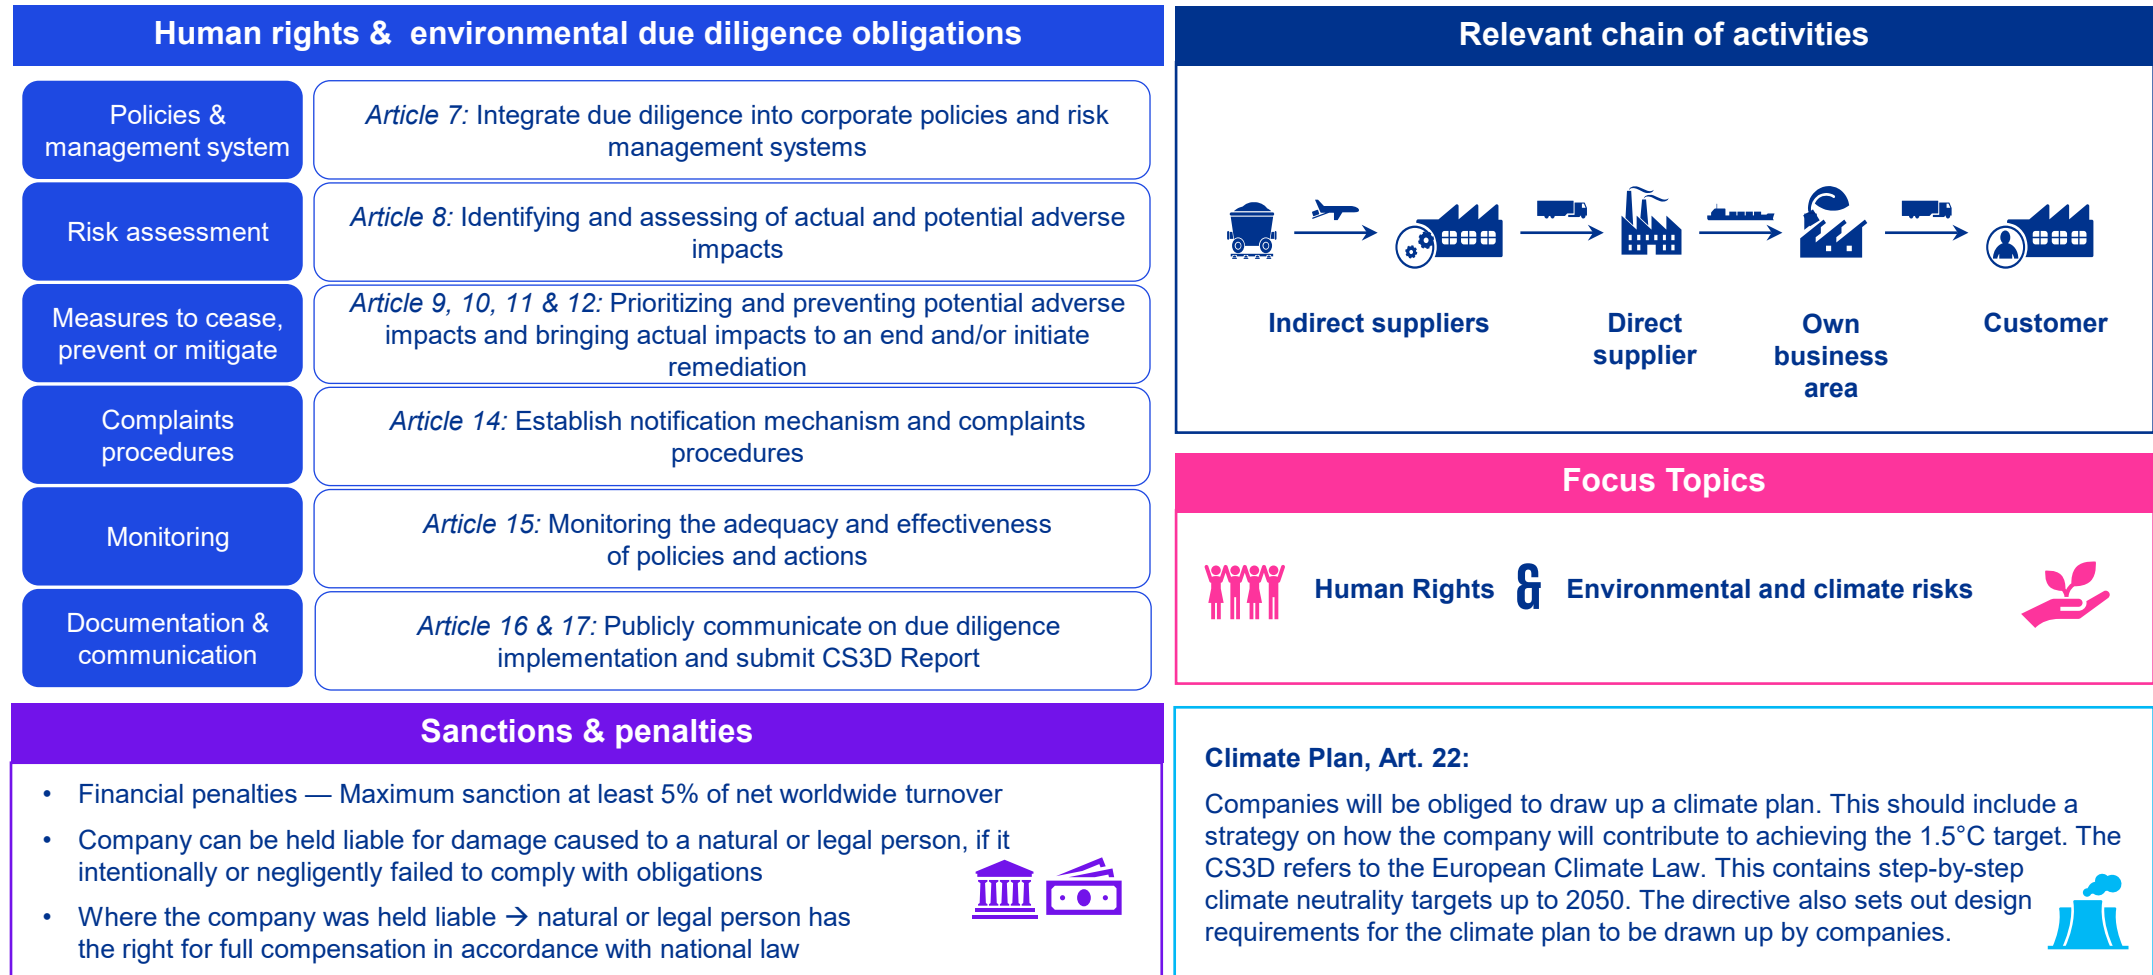 Human rights & environmental due diligence obligations
Policies &
management system
Article 7: Integrate due diligence into corporate policies and risk
management systems
Risk assessment
Article 8: Identifying and assessing of actual and potential adverse
impacts
Measures to cease,
prevent or mitigate
Article 9, 10, 11 & 12: Prioritizing and preventing potential adverse
impacts and bringing actual impacts to an end and/or initiate
remediation
Complaints
procedures
Article 14: Establish notification mechanism and complaints
procedures
Monitoring
Article 15: Monitoring the adequacy and effectiveness
of policies and actions
Documentation &
communication
Article 16 & 17: Publicly communicate on due diligence
implementation and submit CS3D Report
Relevant chain of activities
Indirect suppliers
Direct
supplier
Own
business
area
Customer
Focus Topics
Human Rights & Environmental and climate risks
Sanctions & penalties
• Financial penalties — Maximum sanction at least 5% of net worldwide turnover
• Company can be held liable for damage caused to a natural or legal person, if it
intentionally or negligently failed to comply with obligations
• Where the company was held liable → natural or legal person has
the right for full compensation in accordance with national law
Climate Plan, Art. 22:
Companies will be obliged to draw up a climate plan. This should include a
strategy on how the company will contribute to achieving the 1.5°C target. The
CS3D refers to the European Climate Law. This contains step-by-step
climate neutrality targets up to 2050. The directive also sets out design
requirements for the climate plan to be drawn up by companies.